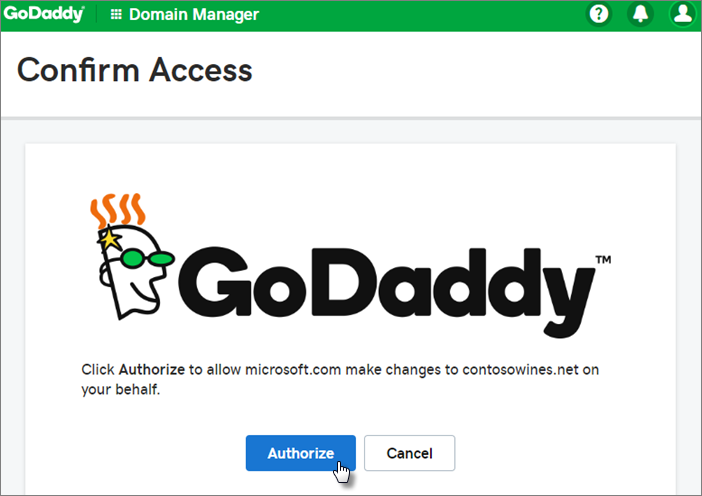 GoDaddy Domain Manager ?
Confirm Access
GoDaddy™
Click Authorize to allow microsoft.com make changes to contosowines.net on
your behalf.
Authorize Cancel